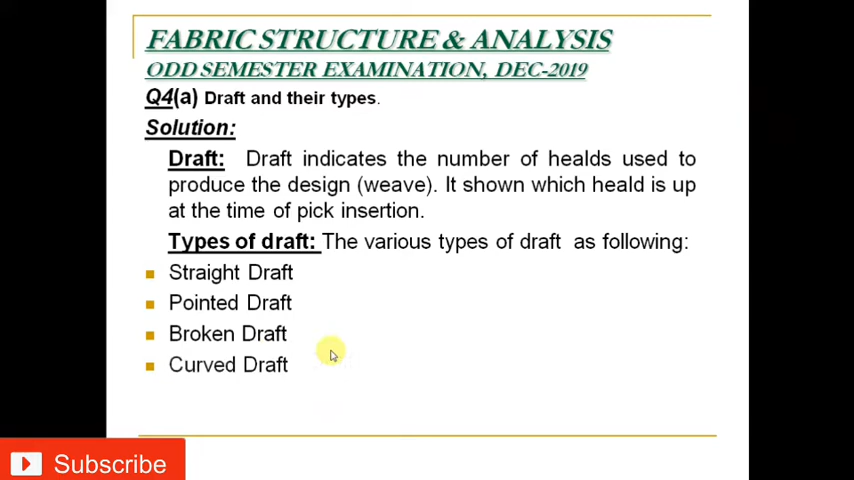 FABRIC STRUCTURE & ANALYSIS
ODD SEMESTER EXAMINATION, DEC-2019
Q4(a) Draft and their types.
Solution:
Draft: Draft indicates the number of healds used to
produce the design (weave). It shown which heald is up
at the time of pick insertion.
Types of draft: The various types of draft as following:
Straight Draft
Pointed Draft
Broken Draft
Curved Draft
Subscribe